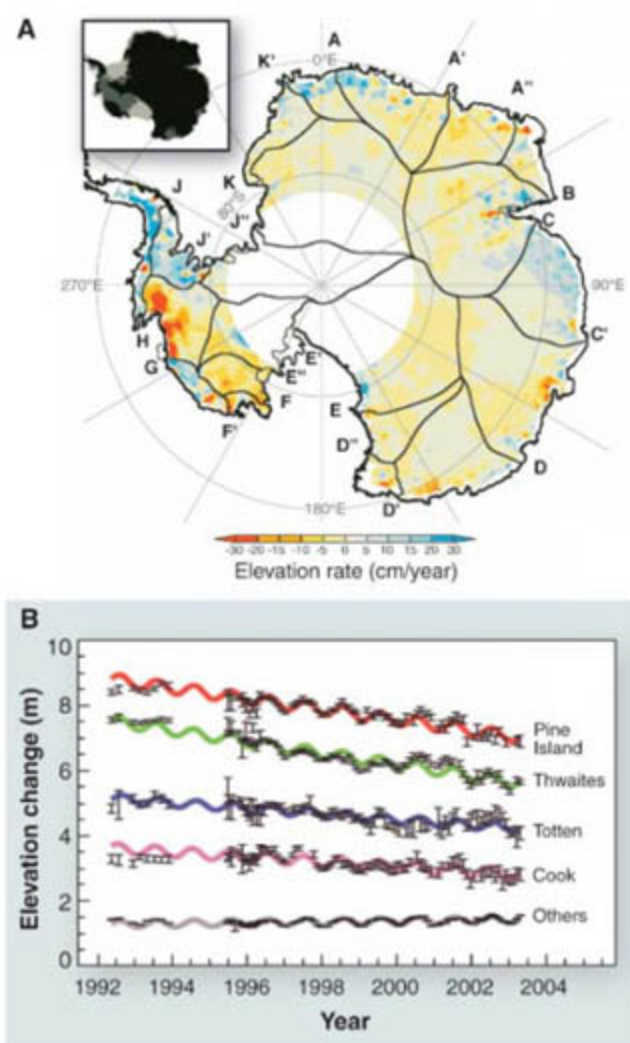 A
A
K'
0°E
A'
A"
B
K
J
80°S
J"
C
J'
270°E
90°E
H
C'
G
E'
E"
F
E
F'
D"
D
180°E
D'
-30 -20 -15 -10 -5 0 5 10 15 20 30
Elevation rate (cm/year)
B
10
8
6
4
2
0
Elevation change (m)
Pine
Island
Thwaites
Totten
Cook
Others
1992 1994 1996 1998 2000 2002 2004
Year